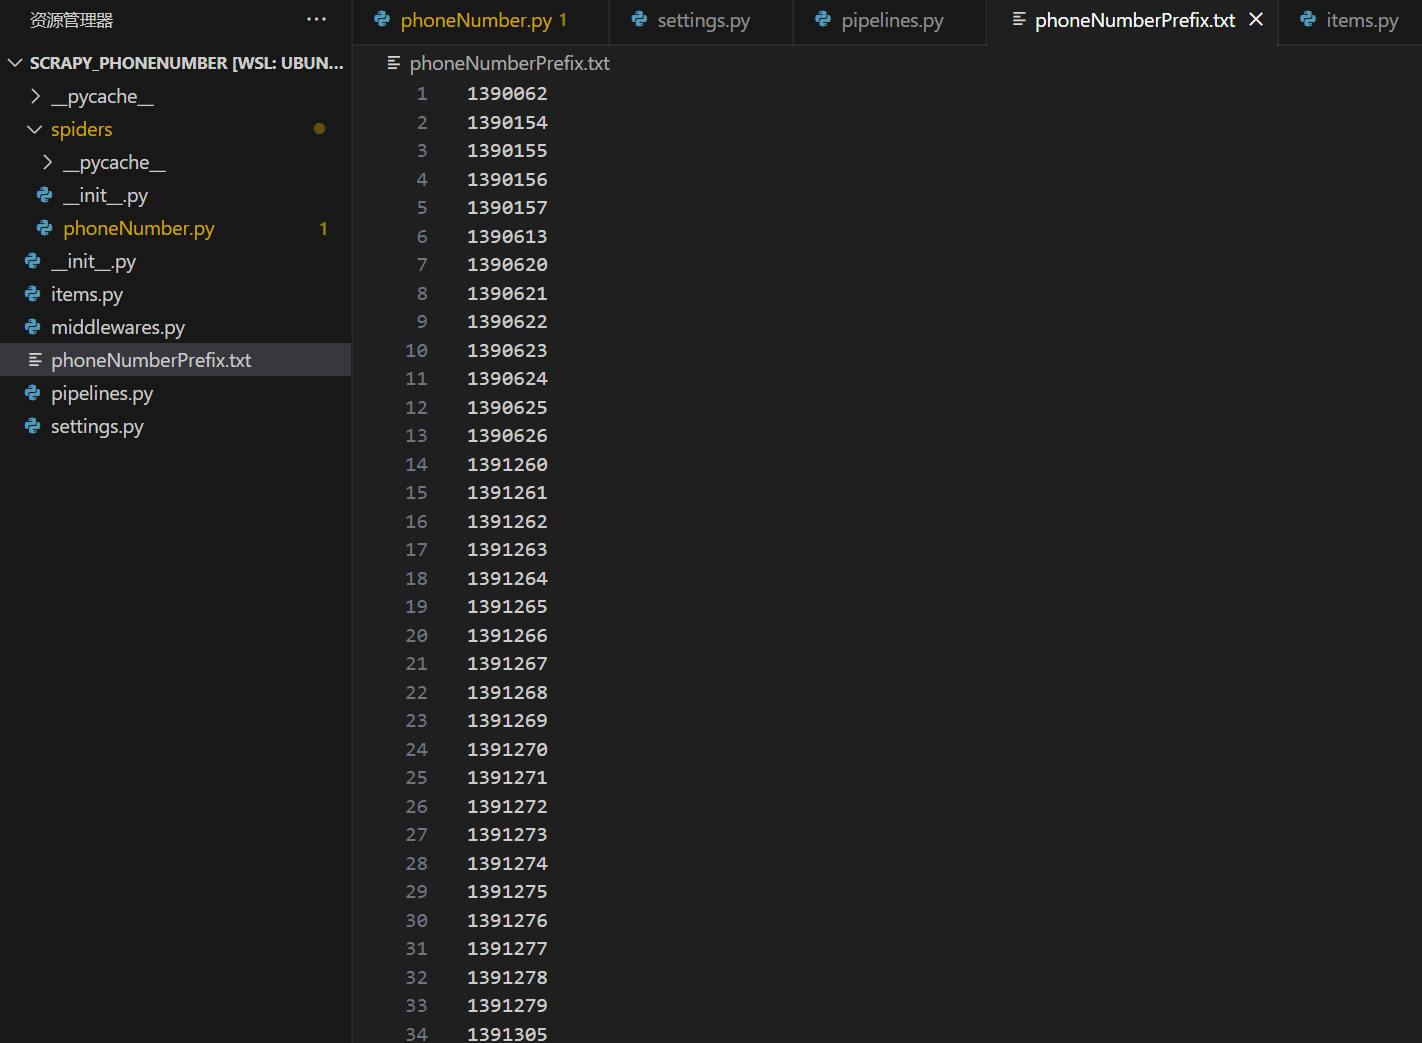 资源管理器
SCRAPY_PHONENUMBER [WSL: UBUN...
__pycache__
spiders
__pycache__
__init__.py
phoneNumber.py 1
__init__.py
items.py
middlewares.py
phoneNumberPrefix.txt
pipelines.py
settings.py
phoneNumber.py 1 settings.py pipelines.py phoneNumberPrefix.txt items.py
phoneNumberPrefix.txt
1 1390062
2 1390154
3 1390155
4 1390156
5 1390157
6 1390613
7 1390620
8 1390621
9 1390622
10 1390623
11 1390624
12 1390625
13 1390626
14 1391260
15 1391261
16 1391262
17 1391263
18 1391264
19 1391265
20 1391266
21 1391267
22 1391268
23 1391269
24 1391270
25 1391271
26 1391272
27 1391273
28 1391274
29 1391275
30 1391276
31 1391277
32 1391278
33 1391279
34 1391305